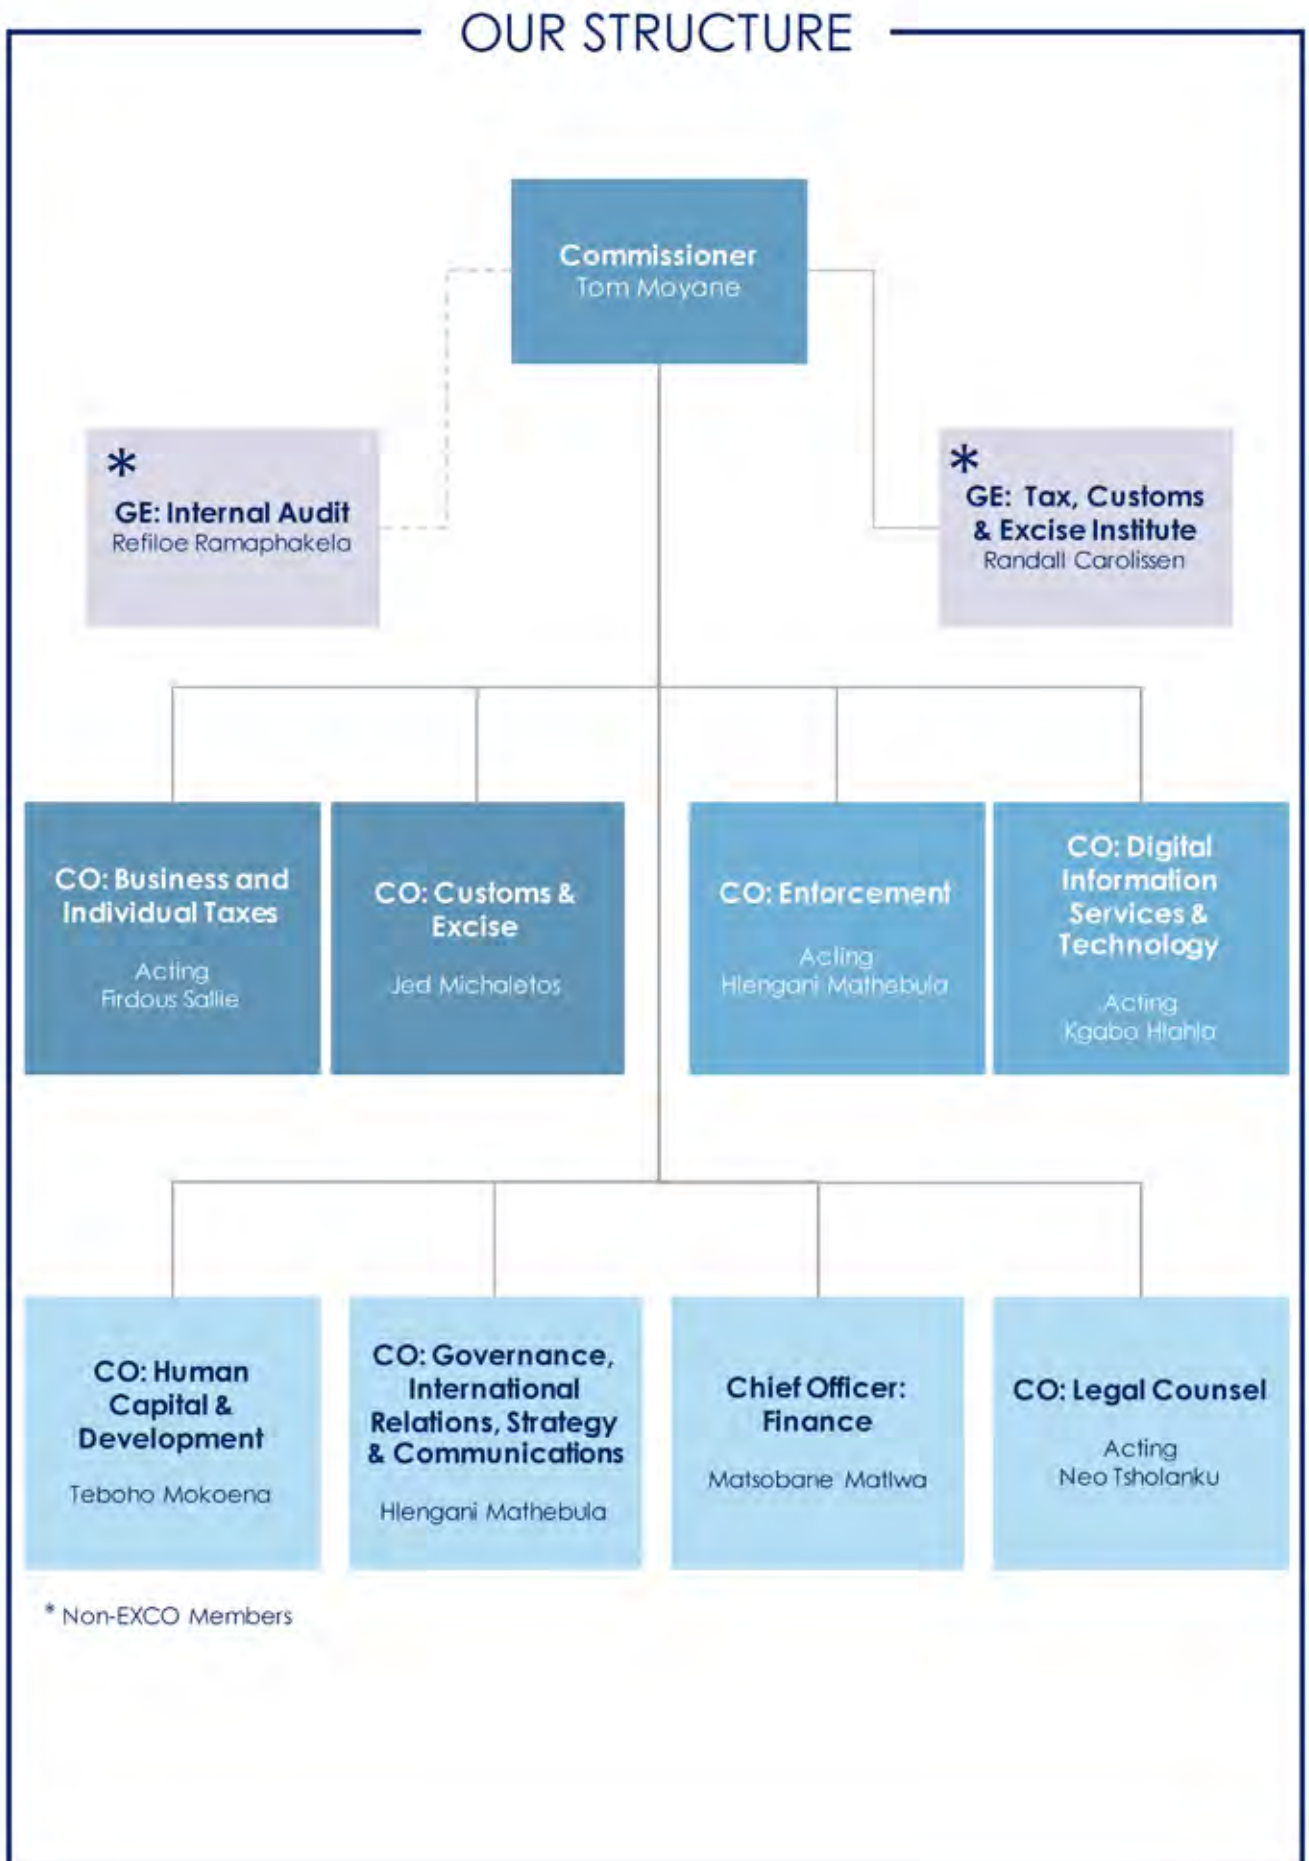 OUR STRUCTURE
Commissioner
Tom Moyane
*
GE: Internal Audit
Refiloe Ramaphakela
*
GE: Tax, Customs
& Excise Institute
Randall Carolissen
CO: Business and
Individual Taxes
Acting
Firdous Sallie
CO: Customs &
Excise
Jed Michaletos
CO: Enforcement
Acting
Hlengani Mathebula
CO: Digital
Information
Services &
Technology
Acting
Kgabo Hlahla
CO: Human
Capital &
Development
Teboho Mokoena
CO: Governance,
International
Relations, Strategy
& Communications
Hlengani Mathebula
Chief Officer:
Finance
Matsobane Matlwa
CO: Legal Counsel
Acting
Neo Tsholanku
* Non-EXCO Members